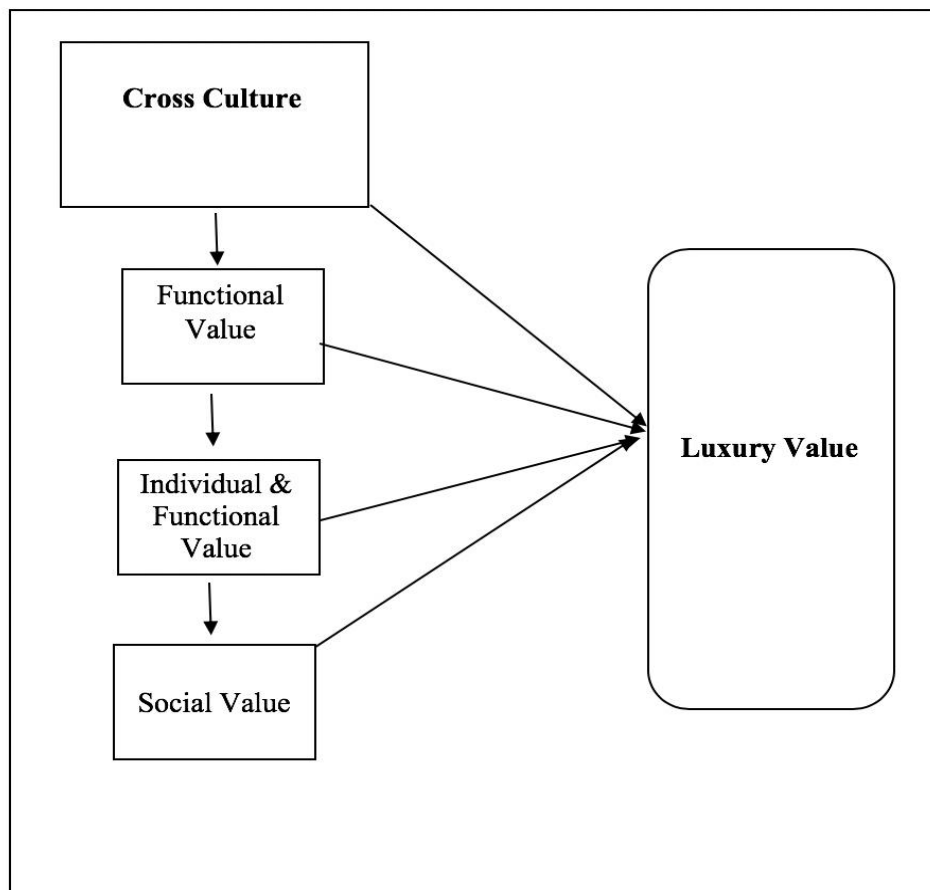 Cross Culture
Functional
Value
Individual &
Functional
Value
Social Value
Luxury Value